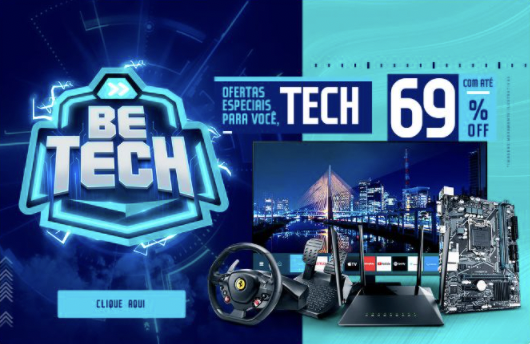 BE
TECH
OFERTAS
ESPECIAIS
PARA VOCÊ,
TECH
COM ATÉ
69
%
OFF
CLIQUE AQUI